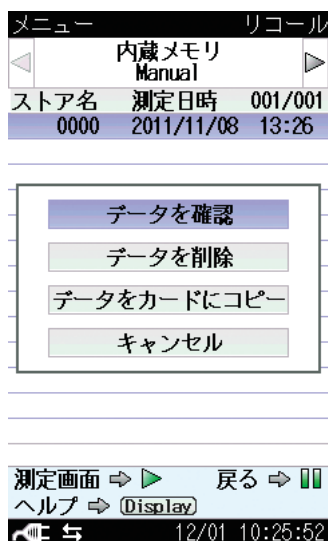 メニュー リコール
内蔵メモリ
Manual
ストア名 測定日時 001/001
0000 2011/11/08 13:26
データを確認
データを削除
データをカードにコピー
キャンセル
測定画面 ⇨ ▷ 戻る ⇨ ▯▯
ヘルプ ⇨ Display
12/01 10:25:52